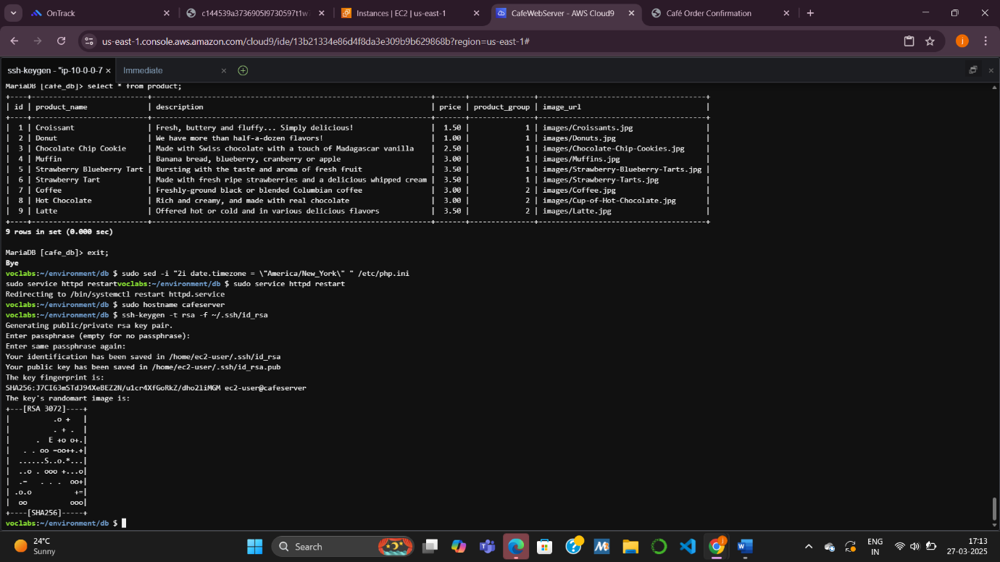 OnTrack
c144539a3736905l9730597t1w
Instances | EC2 | us-east-1
CafeWebServer - AWS Cloud9
Café Order Confirmation
us-east-1.console.aws.amazon.com/cloud9/ide/13b21334e86d4f8da3e309b9b629868b?region=us-east-1#
j
ssh-keygen - "ip-10-0-0-7
Immediate
MariaDB [cafe_db]> select * from product;
+----+---------------------------+---------------------------------------------------------------+-------+---------------+---------------------------------------+
| id | product_name | description | price | product_group | image_url |
+----+---------------------------+---------------------------------------------------------------+-------+---------------+---------------------------------------+
| 1 | Croissant | Fresh, buttery and fluffy... Simply delicious! | 1.50 | 1 | images/Croissants.jpg |
| 2 | Donut | We have more than half-a-dozen flavors! | 1.00 | 1 | images/Donuts.jpg |
| 3 | Chocolate Chip Cookie | Made with Swiss chocolate with a touch of Madagascar vanilla | 2.50 | 1 | images/Chocolate-Chip-Cookies.jpg |
| 4 | Muffin | Banana bread, blueberry, cranberry or apple | 3.00 | 1 | images/Muffins.jpg |
| 5 | Strawberry Blueberry Tart | Bursting with the taste and aroma of fresh fruit | 3.50 | 1 | images/Strawberry-Blueberry-Tarts.jpg |
| 6 | Strawberry Tart | Made with fresh ripe strawberries and a delicious whipped cream | 3.50 | 1 | images/Strawberry-Tarts.jpg |
| 7 | Coffee | Freshly-ground black or blended Columbian coffee | 3.00 | 2 | images/Coffee.jpg |
| 8 | Hot Chocolate | Rich and creamy, and made with real chocolate | 3.00 | 2 | images/Cup-of-Hot-Chocolate.jpg |
| 9 | Latte | Offered hot or cold and in various delicious flavors | 3.50 | 2 | images/Latte.jpg |
+----+---------------------------+---------------------------------------------------------------+-------+---------------+---------------------------------------+
9 rows in set (0.000 sec)
MariaDB [cafe_db]> exit;
Bye
voclabs:~/environment/db $ sudo sed -i "2i date.timezone = \"America/New_York\" " /etc/php.ini
sudo service httpd restartvoclabs:~/environment/db $ sudo service httpd restart
Redirecting to /bin/systemctl restart httpd.service
voclabs:~/environment/db $ sudo hostname cafeserver
voclabs:~/environment/db $ ssh-keygen -t rsa -f ~/.ssh/id_rsa
Generating public/private rsa key pair.
Enter passphrase (empty for no passphrase):
Enter same passphrase again:
Your identification has been saved in /home/ec2-user/.ssh/id_rsa
Your public key has been saved in /home/ec2-user/.ssh/id_rsa.pub
The key fingerprint is:
SHA256:J7CI63mSTdJ94XeBEZ2N/u1cr4XfGoRkZ/dho2liMGM ec2-user@cafeserver
The key's randomart image is:
+---[RSA 3072]----+
|          .o +   |
|          . + .  |
|      .  E +o o+.|
|   . . oo =oo++.+|
|  ......S..o.*...|
|  ..o . ooo +...o|
|  .=   . . .  oo+|
| .o.o         +=|
|  oo         ooo|
+----[SHA256]-----+
voclabs:~/environment/db $
24°C
Sunny
Search
ENG
IN
17:13
27-03-2025